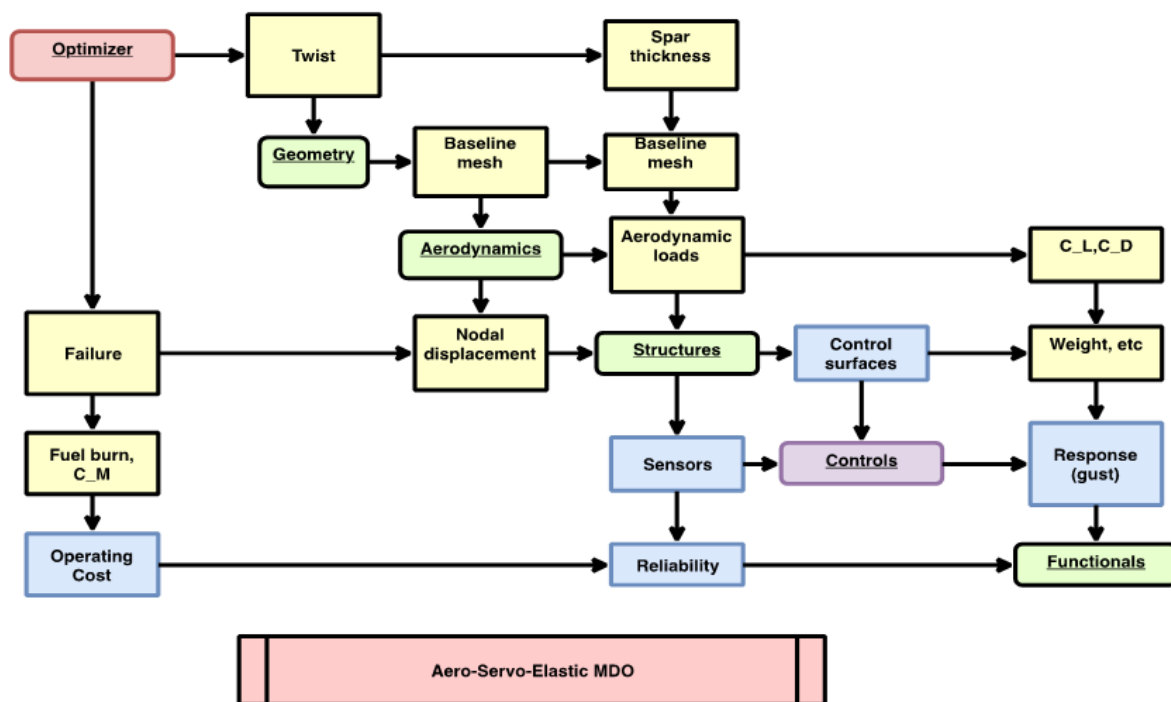 Optimizer
Twist
Spar
thickness
Geometry
Baseline
mesh
Baseline
mesh
Aerodynamics
Aerodynamic
loads
C_L,C_D
Failure
Nodal
displacement
Structures
Control
surfaces
Weight, etc
Fuel burn,
C_M
Sensors
Controls
Response
(gust)
Operating
Cost
Reliability
Functionals
Aero-Servo-Elastic MDO